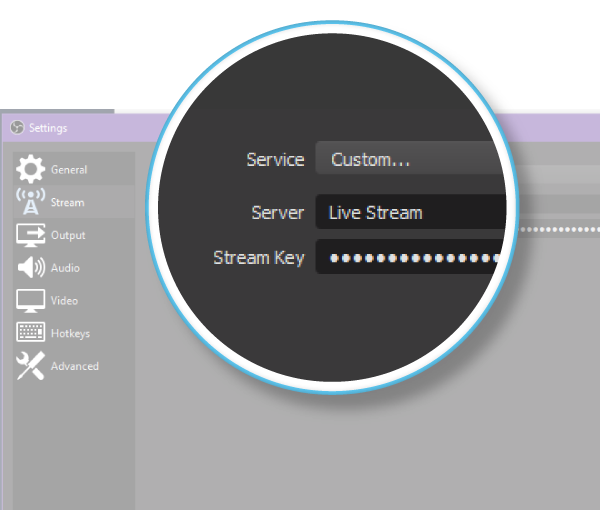 Settings
General
Stream
Output
Audio
Video
Hotkeys
Advanced
Service Custom...
Server Live Stream
Stream Key ●●●●●●●●●●●●●●●